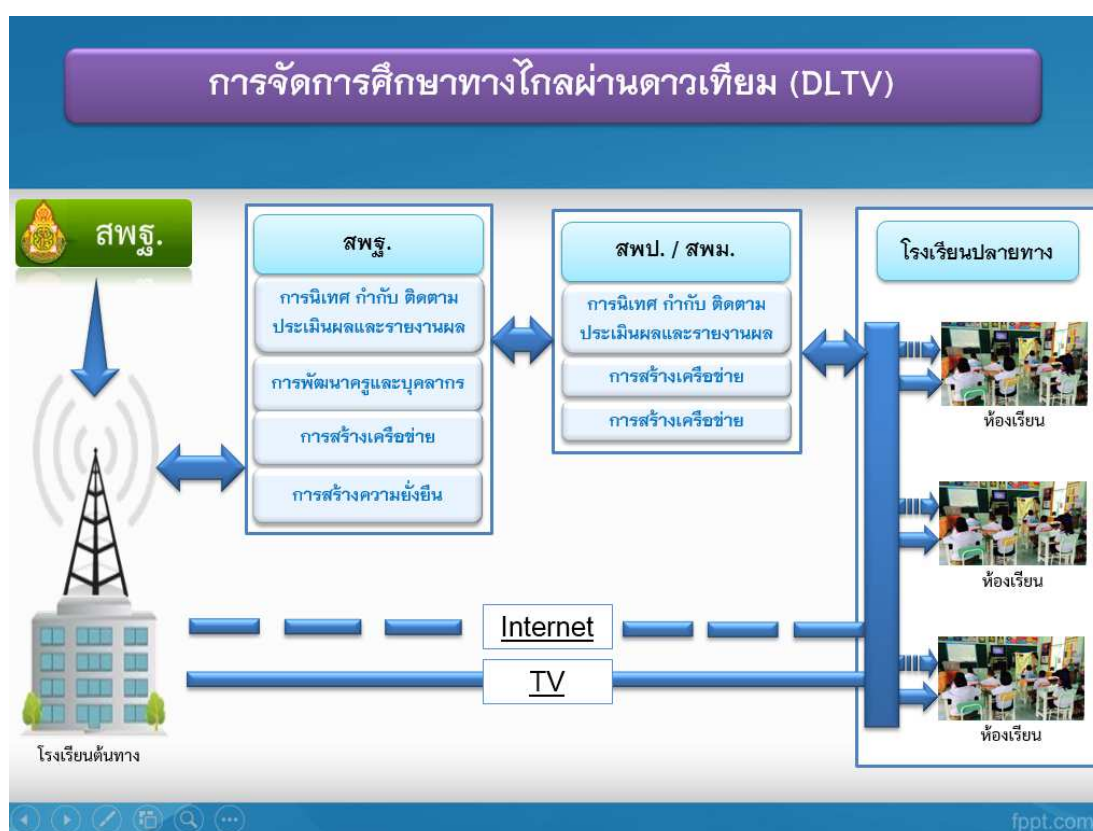 การจัดการศึกษาทางไกลผ่านดาวเทียม (DLTV)
สพฐ.
สพฐ.
การนิเทศ กำกับ ติดตาม
ประเมินผลและรายงานผล
การพัฒนาครูและบุคลากร
การสร้างเครือข่าย
การสร้างความยั่งยืน
สพป. / สพม.
การนิเทศ กำกับ ติดตาม
ประเมินผลและรายงานผล
การสร้างเครือข่าย
การสร้างเครือข่าย
โรงเรียนปลายทาง
ห้องเรียน
ห้องเรียน
ห้องเรียน
Internet
TV
โรงเรียนต้นทาง
fppt.com